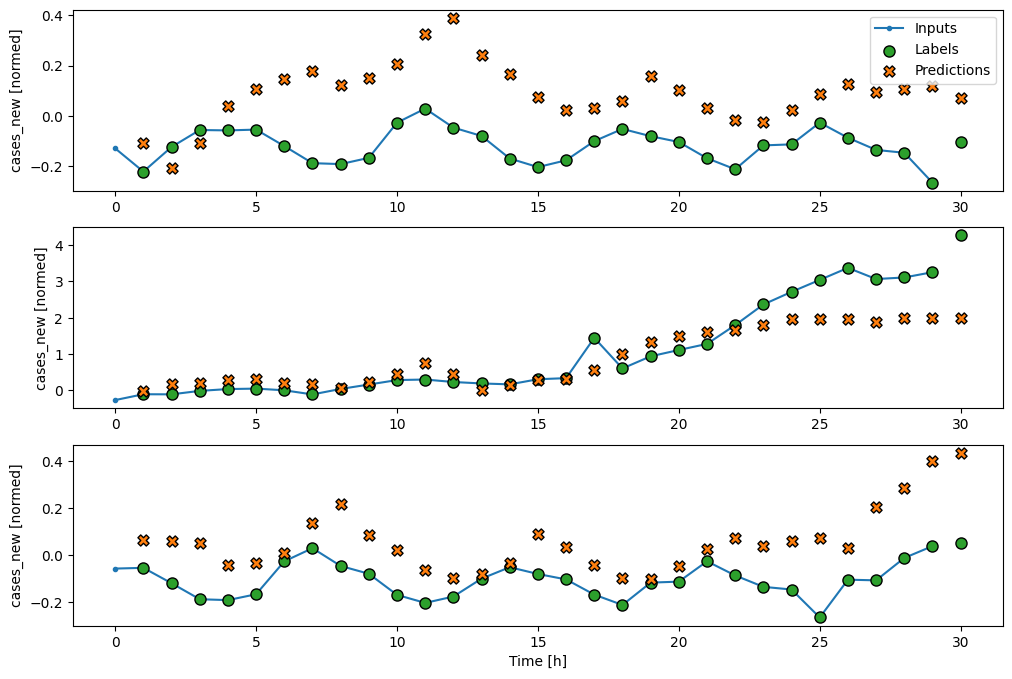 cases_new [normed]
0.4
0.2
0.0
−0.2
Inputs
Labels
Predictions
0 5 10 15 20 25 30
cases_new [normed]
4
3
2
1
0
0 5 10 15 20 25 30
cases_new [normed]
0.4
0.2
0.0
−0.2
0 5 10 15 20 25 30
Time [h]